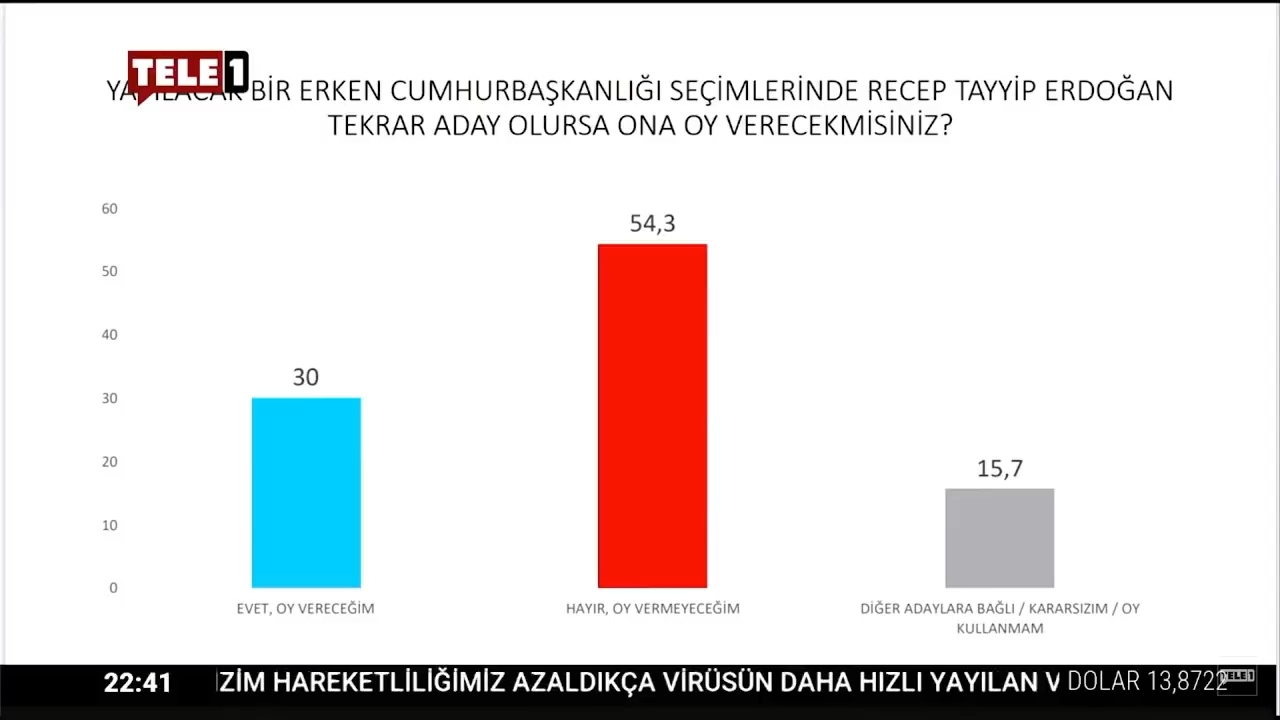 TELE1
BİR ERKEN CUMHURBAŞKANLIĞI SEÇİMLERİNDE RECEP TAYYİP ERDOĞAN
TEKRAR ADAY OLURSA ONA OY VERECEKMİSİNİZ?
60
50
40
30
20
10
0
30
54,3
15,7
EVET, OY VERECEĞİM
HAYIR, OY VERMEYECEĞİM
DİĞER ADAYLARA BAĞLI / KARARSIZIM / OY
KULLANMAM
22:41
ZİM HAREKETLİLİĞİMİZ AZALDIKÇA VİRÜSÜN DAHA HIZLI YAYILAN V
DOLAR 13,8722
TELE1